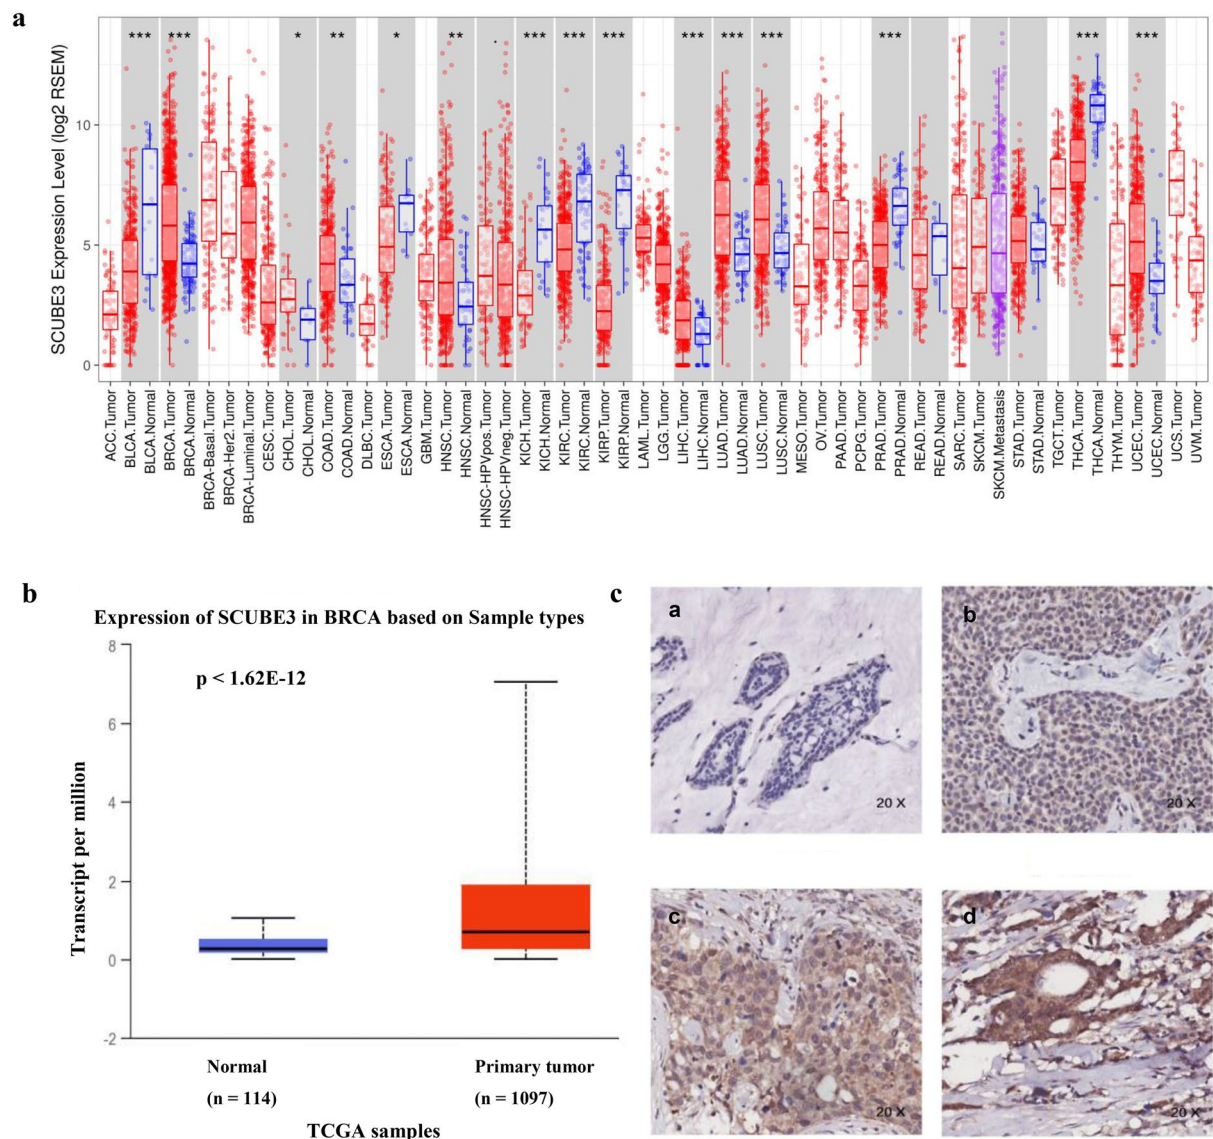 a
SCUBE3 Expression Level (log2 RSEM)
10
5
0
*** *** * ** * ** . *** *** *** *** *** *** *** *** ***
ACC.Tumor
BLCA.Tumor
BLCA.Normal
BRCA.Tumor
BRCA.Normal
BRCA-Basal.Tumor
BRCA-Her2.Tumor
BRCA-Luminal.Tumor
CESC.Tumor
CHOL.Tumor
CHOL.Normal
COAD.Tumor
COAD.Normal
DLBC.Tumor
ESCA.Tumor
ESCA.Normal
GBM.Tumor
HNSC.Tumor
HNSC.Normal
HNSC-HPVpos.Tumor
HNSC-HPVneg.Tumor
KICH.Tumor
KICH.Normal
KIRC.Tumor
KIRC.Normal
KIRP.Tumor
KIRP.Normal
LAML.Tumor
LGG.Tumor
LIHC.Tumor
LIHC.Normal
LUAD.Tumor
LUAD.Normal
LUSC.Tumor
LUSC.Normal
MESO.Tumor
OV.Tumor
PAAD.Tumor
PCPG.Tumor
PRAD.Tumor
PRAD.Normal
READ.Tumor
READ.Normal
SARC.Tumor
SKCM.Tumor
SKCM.Metastasis
STAD.Tumor
STAD.Normal
TGCT.Tumor
THCA.Tumor
THCA.Normal
THYM.Tumor
UCEC.Tumor
UCEC.Normal
UCS.Tumor
UVM.Tumor
b
Expression of SCUBE3 in BRCA based on Sample types
p < 1.62E-12
Transcript per million
8
6
4
2
0
-2
Normal
(n = 114)
Primary tumor
(n = 1097)
TCGA samples
c
a
20 X
b
20 X
c
20 X
d
20 X